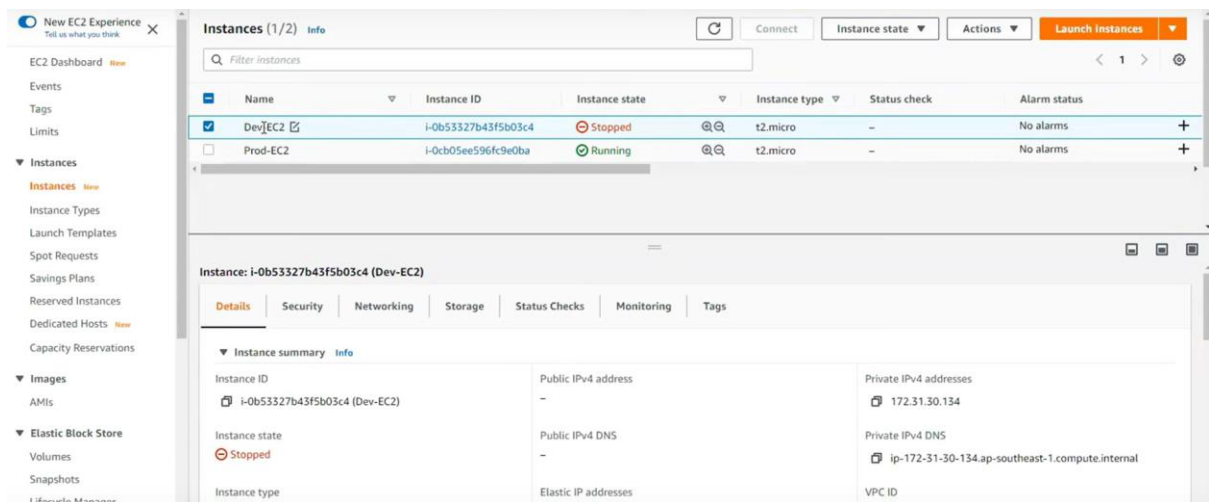 New EC2 Experience
Tell us what you think
EC2 Dashboard New
Events
Tags
Limits
Instances
Instances New
Instance Types
Launch Templates
Spot Requests
Savings Plans
Reserved Instances
Dedicated Hosts New
Capacity Reservations
Images
AMIs
Elastic Block Store
Volumes
Snapshots
Lifecycle Manager
Instances (1/2) Info
Connect Instance state Actions Launch instances
Filter instances
1
Name Instance ID Instance state Instance type Status check Alarm status
Dev-EC2 i-0b53327b43f5b03c4 Stopped t2.micro – No alarms +
Prod-EC2 i-0cb05ee596fc9e0ba Running t2.micro – No alarms +
Instance: i-0b53327b43f5b03c4 (Dev-EC2)
Details Security Networking Storage Status Checks Monitoring Tags
Instance summary Info
Instance ID Public IPv4 address Private IPv4 addresses
i-0b53327b43f5b03c4 (Dev-EC2) – 172.31.30.134
Instance state Public IPv4 DNS Private IPv4 DNS
Stopped – ip-172-31-30-134.ap-southeast-1.compute.internal
Instance type Elastic IP addresses VPC ID